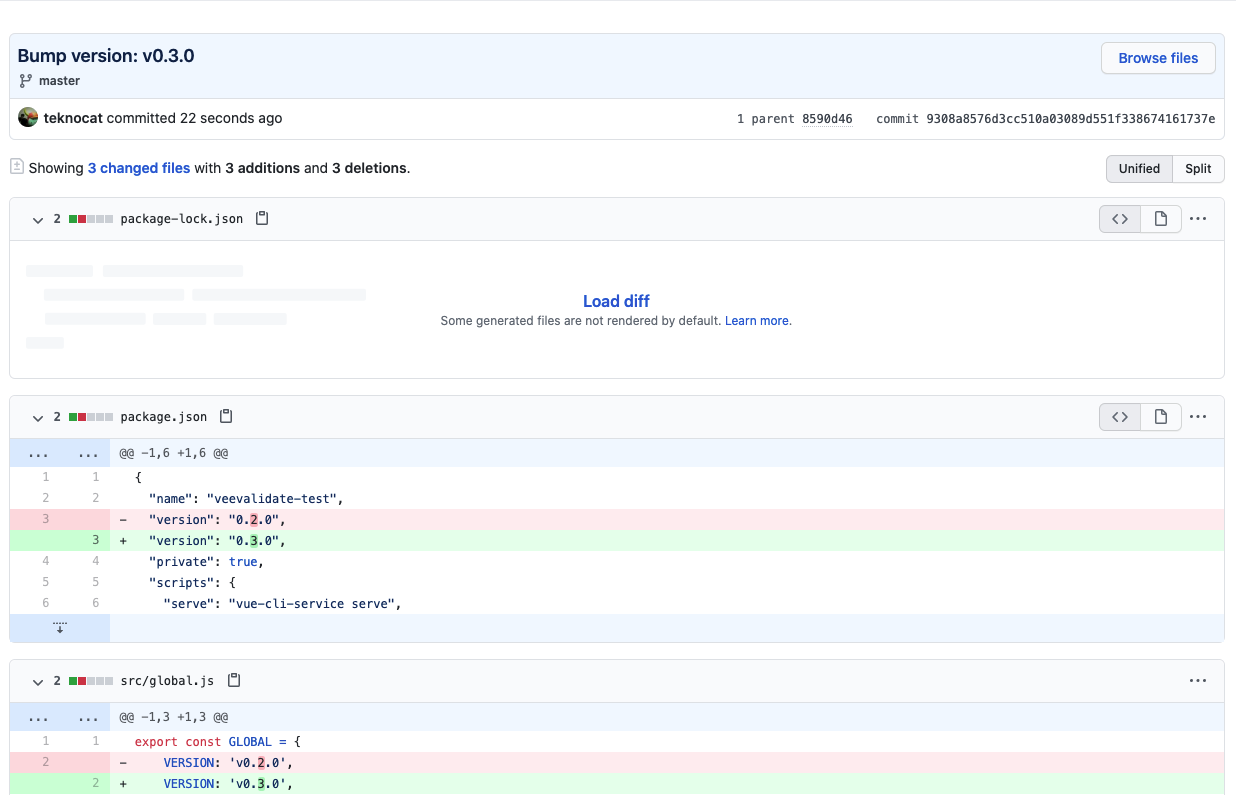 Bump version: v0.3.0
Browse files
master
teknocat committed 22 seconds ago
1 parent 8590d46 commit 9308a8576d3cc510a03089d551f338674161737e
Showing 3 changed files with 3 additions and 3 deletions.
Unified Split
2 package-lock.json
Load diff
Some generated files are not rendered by default. Learn more.
2 package.json
... ... @@ -1,6 +1,6 @@
1 1 {
2 2 "name": "veevalidate-test",
3 - "version": "0.2.0",
3 + "version": "0.3.0",
4 4 "private": true,
5 5 "scripts": {
6 6 "serve": "vue-cli-service serve",
2 src/global.js
... ... @@ -1,3 +1,3 @@
1 1 export const GLOBAL = {
2 - VERSION: 'v0.2.0',
2 + VERSION: 'v0.3.0',